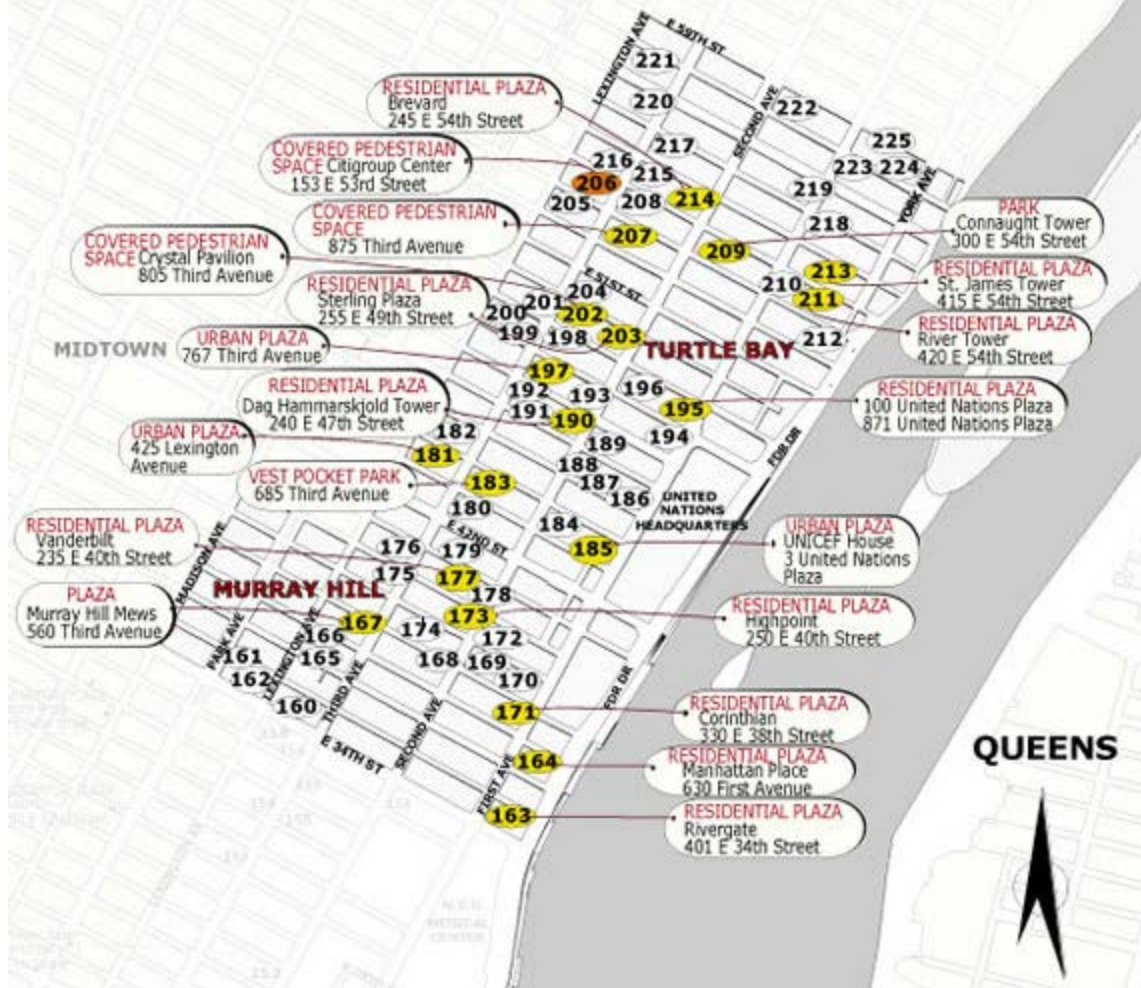 E 59TH ST
LEXINGTON AVE
221
220
SECOND AVE
222
225
217
223
224
219
218
YORK AVE
RESIDENTIAL PLAZA
Brevard
245 E 54th Street
COVERED PEDESTRIAN
SPACE Citigroup Center
153 E 53rd Street
216
206
215
205
208
214
COVERED PEDESTRIAN
SPACE
875 Third Avenue
207
209
PARK
Connaught Tower
300 E 54th Street
COVERED PEDESTRIAN
SPACE Crystal Pavilion
805 Third Avenue
E 51ST ST
204
210
213
211
RESIDENTIAL PLAZA
St. James Tower
415 E 54th Street
RESIDENTIAL PLAZA
Sterling Plaza
255 E 49th Street
200
201
202
199
198
203
212
RESIDENTIAL PLAZA
River Tower
420 E 54th Street
MIDTOWN
URBAN PLAZA
767 Third Avenue
TURTLE BAY
197
192
193
196
195
RESIDENTIAL PLAZA
100 United Nations Plaza
871 United Nations Plaza
RESIDENTIAL PLAZA
Dag Hammarskjold Tower
240 E 47th Street
191
190
194
189
182
FDR DR
URBAN PLAZA
425 Lexington
Avenue
181
188
187
186
VEST POCKET PARK
685 Third Avenue
183
180
UNITED
NATIONS
HEADQUARTERS
184
185
URBAN PLAZA
UNICEF House
3 United Nations
Plaza
RESIDENTIAL PLAZA
Vanderbilt
235 E 40th Street
MADISON AVE
E 42ND ST
176
179
175
177
178
MURRAY HILL
PLAZA
Murray Hill Mews
560 Third Avenue
167
173
RESIDENTIAL PLAZA
Highpoint
250 E 40th Street
PARK AVE
LEXINGTON AVE
166
174
172
161
165
168
169
162
170
THIRD AVE
FDR DR
160
171
RESIDENTIAL PLAZA
Corinthian
330 E 38th Street
SECOND AVE
E 34TH ST
164
RESIDENTIAL PLAZA
Manhattan Place
630 First Avenue
FIRST AVE
163
RESIDENTIAL PLAZA
Rivergate
401 E 34th Street
QUEENS